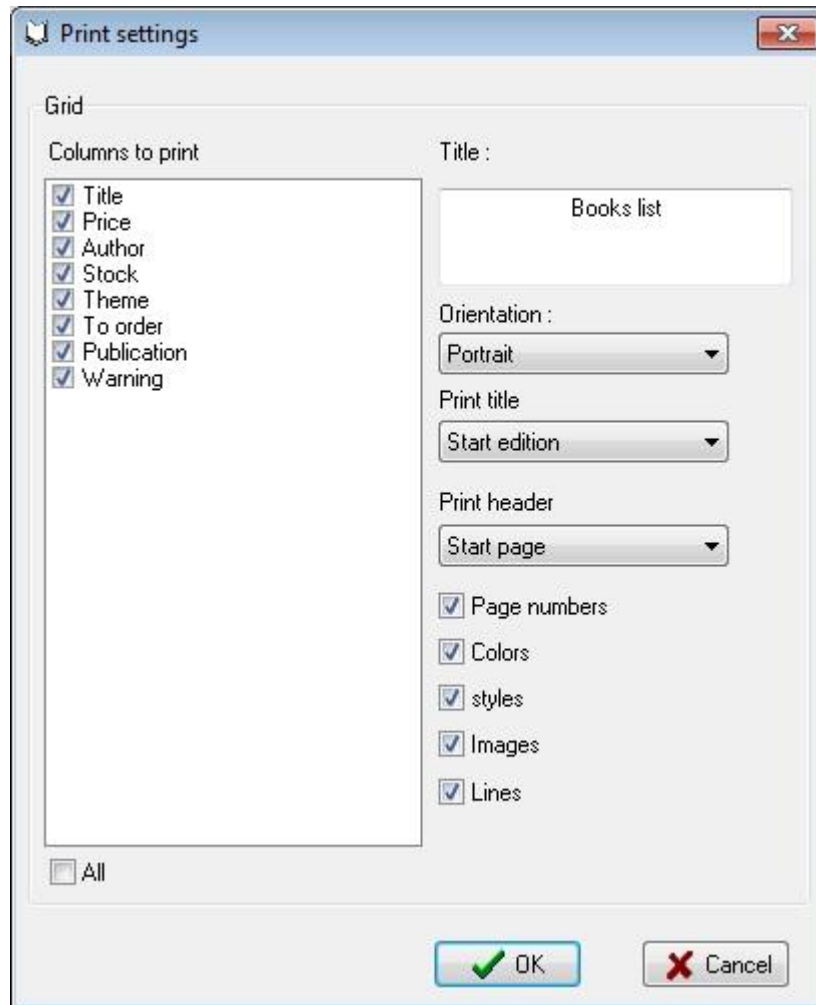 Print settings
Grid
Columns to print
Title
Price
Author
Stock
Theme
To order
Publication
Warning
All
Title :
Books list
Orientation :
Portrait
Print title
Start edition
Print header
Start page
Page numbers
Colors
styles
Images
Lines
OK
Cancel